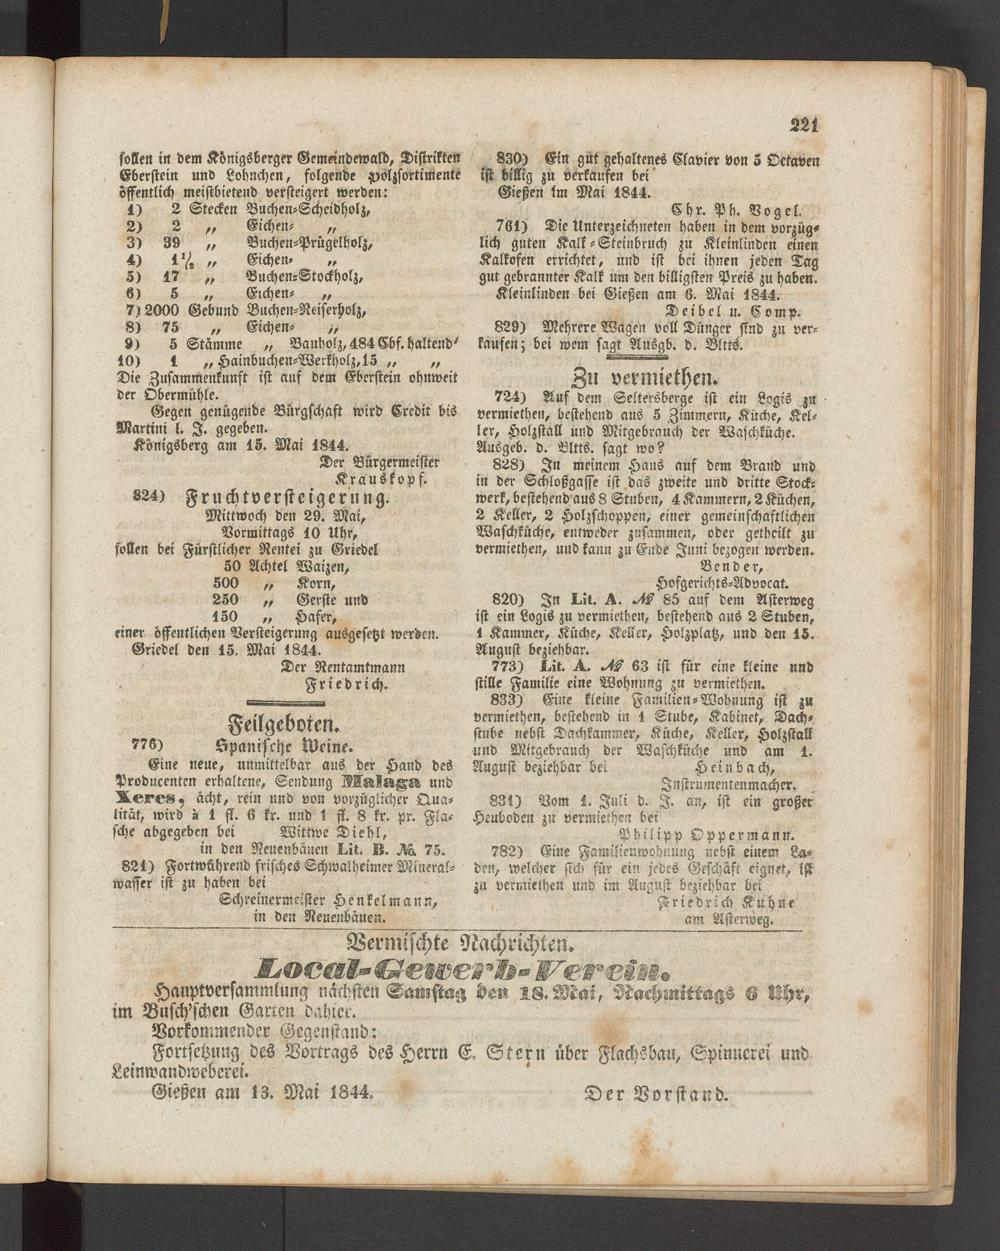 221
sollen in dem Königsberger Gemeindewald, Distrikten
Eberstein und Lohnchen, folgende Holzsortimente
öffentlich meistbietend versteigert werden:
1) 2 Stecken Buchen-Scheidholz,
2) 2 „ Eichen- „
3) 39 „ Buchen-Prügelholz,
4) 1½ „ Eichen- „
5) 17 „ Buchen-Stockholz,
6) 5 „ Eichen- „
7) 2000 Gebund Buchen-Reiserholz,
8) 75 „ Eichen- „
9) 5 Stämme „ Bauholz, 484 Cbf. haltend
10) 1 „ Hainbuchen-Werkholz, 15 „ „
Die Zusammenkunft ist auf dem Eberstein ohnweit
der Obermühle.
Gegen genügende Bürgschaft wird Credit bis
Martini l. J. gegeben.
Königsberg am 15. Mai 1844.
Der Bürgermeister
Krauskopf.
824) Fruchtversteigerung.
Mittwoch den 29. Mai,
Vormittags 10 Uhr,
sollen bei Fürstlicher Rentei zu Griedel
50 Achtel Waizen,
500 „ Korn,
250 „ Gerste und
150 „ Hafer,
einer öffentlichen Versteigerung ausgesetzt werden.
Griedel den 15. Mai 1844.
Der Rentamtmann
Friedrich.
Feilgeboten.
776) Spanische Weine.
Eine neue, unmittelbar aus der Hand des
Producenten erhaltene, Sendung Malaga und
Xeres, ächt, rein und von vorzüglicher Qua-
lität, wird à 1 fl. 6 kr. und 1 fl. 8 kr. pr. Fla-
sche abgegeben bei Wittwe Diehl,
in den Neuenbäuen Lit. B. №. 75.
821) Fortwährend frisches Schwalheimer Mineral-
wasser ist zu haben bei
Schreinermeister Henkelmann,
in den Neuenbäuen.
830) Ein gut gehaltenes Clavier von 5 Octaven
ist billig zu verkaufen bei
Gießen im Mai 1844.
Chr. Ph. Vogel.
761) Die Unterzeichneten haben in dem vorzüg-
lich guten Kalk-Steinbruch zu Kleinlinden einen
Kalkofen errichtet, und ist bei ihnen jeden Tag
gut gebrannter Kalk um den billigsten Preis zu haben.
Kleinlinden bei Gießen am 6. Mai 1844.
Deibel u. Comp.
829) Mehrere Wagen voll Dünger sind zu ver-
kaufen; bei wem sagt Ausgb. d. Bltts.
Zu vermiethen.
724) Auf dem Seltersberge ist ein Logis zu
vermiethen, bestehend aus 5 Zimmern, Küche, Kel-
ler, Holzstall und Mitgebrauch der Waschküche.
Ausgeb. d. Bltts. sagt wo?
828) In meinem Haus auf dem Brand und
in der Schloßgasse ist das zweite und dritte Stock-
werk, bestehend aus 8 Stuben, 4 Kammern, 2 Küchen,
2 Keller, 2 Holzschoppen, einer gemeinschaftlichen
Waschküche, entweder zusammen, oder getheilt zu
vermiethen, und kann zu Ende Juni bezogen werden.
Bender,
Hofgerichts-Advocat.
820) In Lit. A. № 85 auf dem Asterweg
ist ein Logis zu vermiethen, bestehend aus 2 Stuben,
1 Kammer, Küche, Keller, Holzplatz, und den 15.
August beziehbar.
773) Lit. A. № 63 ist für eine kleine und
stille Familie eine Wohnung zu vermiethen.
833) Eine kleine Familien-Wohnung ist zu
vermiethen, bestehend in 1 Stube, Kabinet, Dach-
stube nebst Dachkammer, Küche, Keller, Holzstall
und Mitgebrauch der Waschküche und am 1.
August beziehbar bei Heinbach,
Instrumentenmacher.
831) Vom 1. Juli d. J. an, ist ein großer
Heuboden zu vermiethen bei
Philipp Oppermann.
782) Eine Familienwohnung nebst einem La-
den, welcher sich für ein jedes Geschäft eignet, ist
zu vermiethen und im August beziehbar bei
Friedrich Kuhne
am Asterweg.
Vermischte Nachrichten.
Local-Gewerb-Verein.
Hauptversammlung nächsten Samstag den 18. Mai, Nachmittags 6 Uhr,
im Busch'schen Garten dahier.
Vorkommender Gegenstand:
Fortsetzung des Vortrags des Herrn E. Stern über Flachsbau, Spinnerei und
Leinwandweberei.
Gießen am 13. Mai 1844. Der Vorstand.